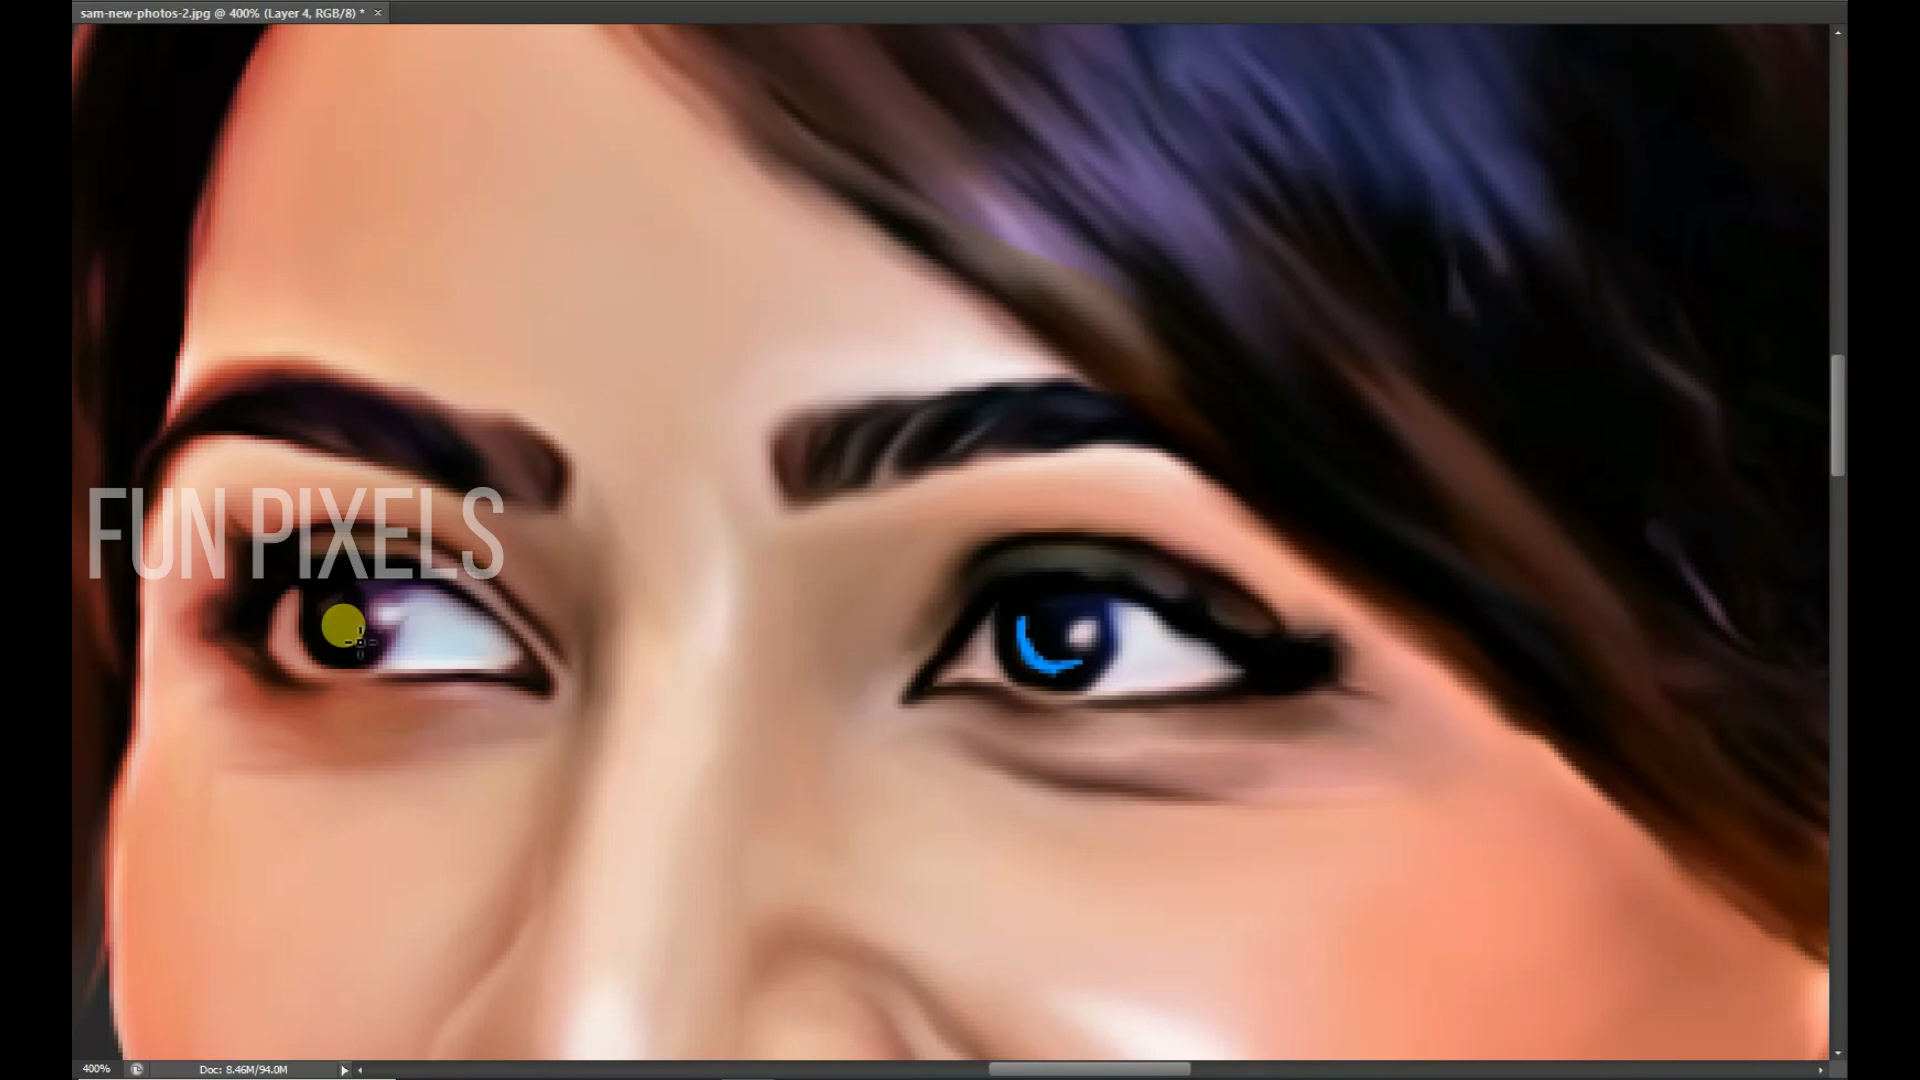 sam-new-photos-2.jpg @ 400% (Layer 4, RGB/8) * ×
FUN PIXELS
400% Doc: 8.46M/94.0M